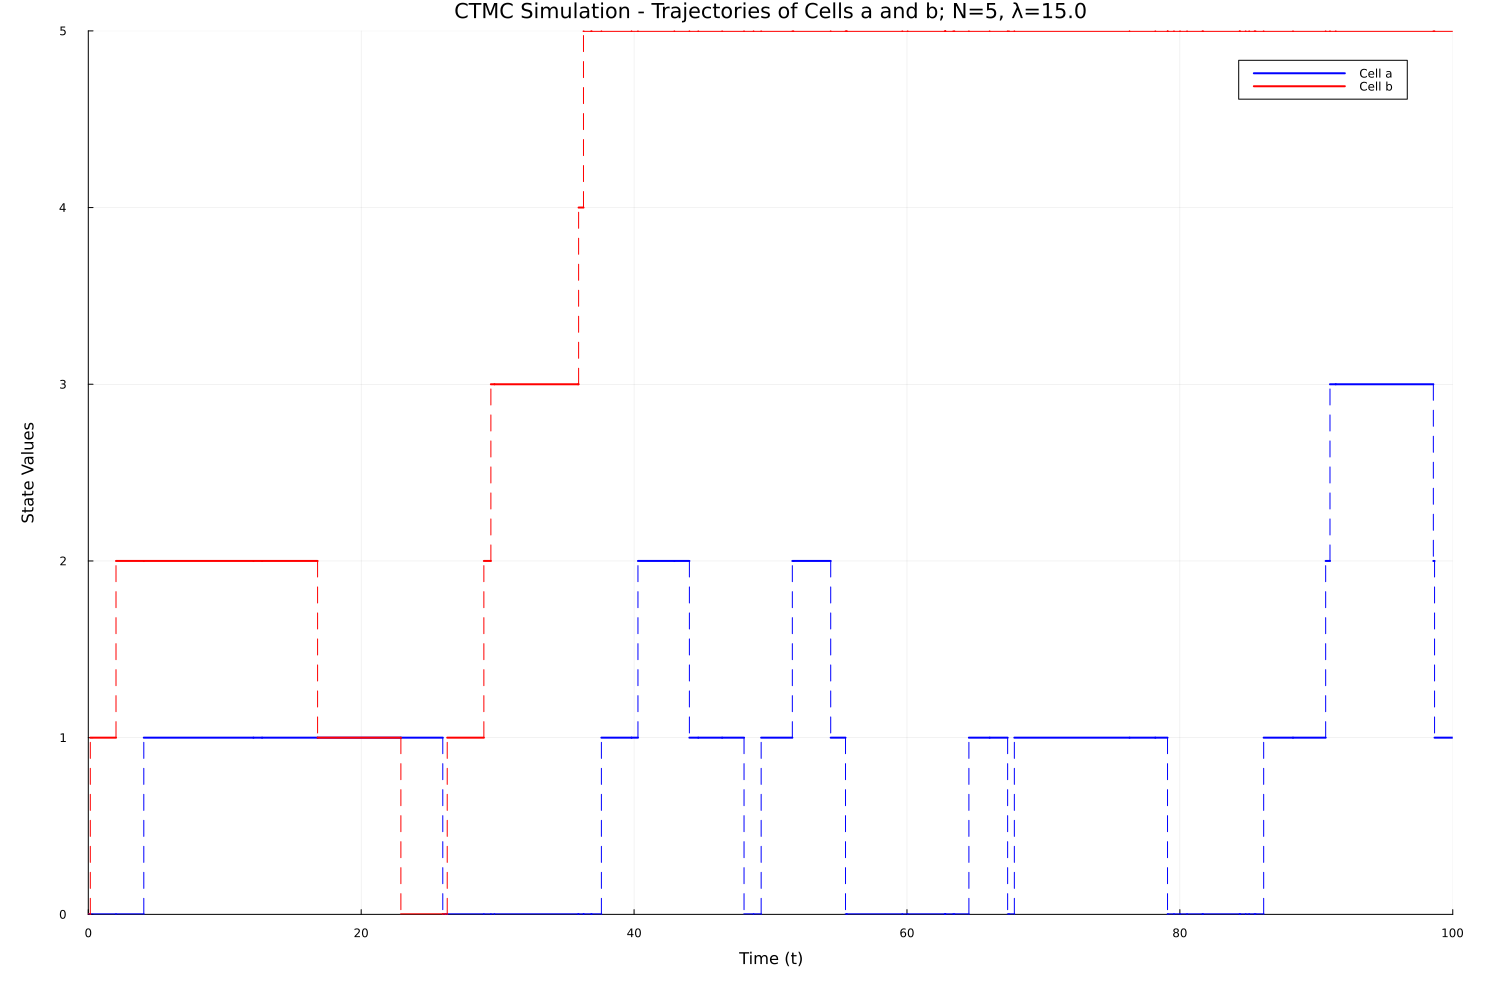 CTMC Simulation - Trajectories of Cells a and b; N=5, λ=15.0
5
Cell a
Cell b
4
3
State Values
2
1
0
0 20 40 60 80 100
Time (t)